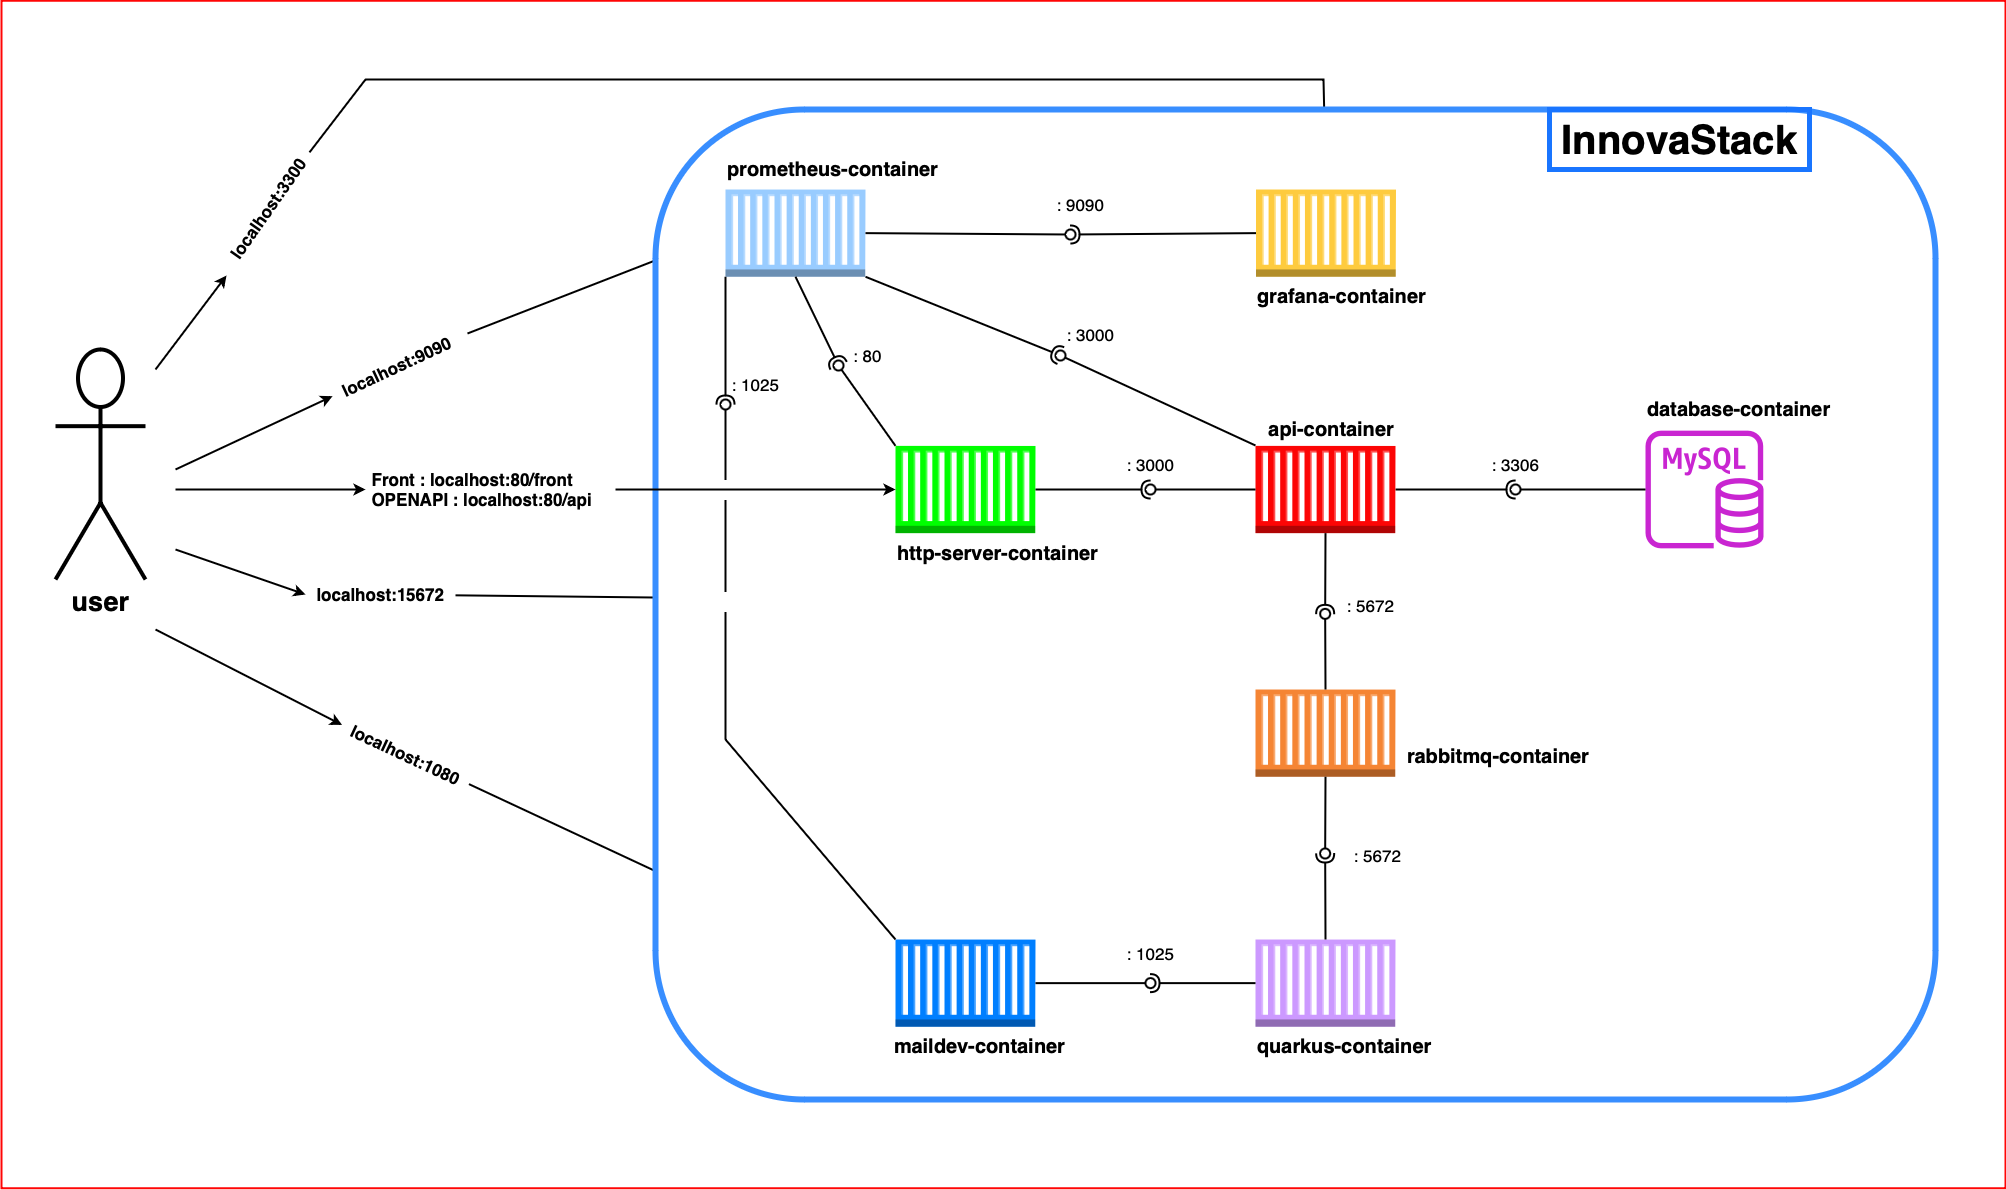 InnovaStack
prometheus-container
localhost:3300
: 9090
grafana-container
: 3000
localhost:9090
: 80
: 1025
database-container
api-container
MySQL
Front : localhost:80/front
OPENAPI : localhost:80/api
: 3000
: 3306
http-server-container
user
localhost:15672
: 5672
localhost:1080
rabbitmq-container
: 5672
: 1025
maildev-container
quarkus-container